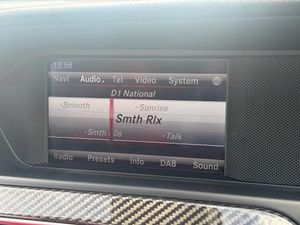 13:58
Navi Audio Tel Video System
D1 National
Smooth Sunrise
Smth Rlx
Smth 80s Talk
Radio Presets Info DAB Sound